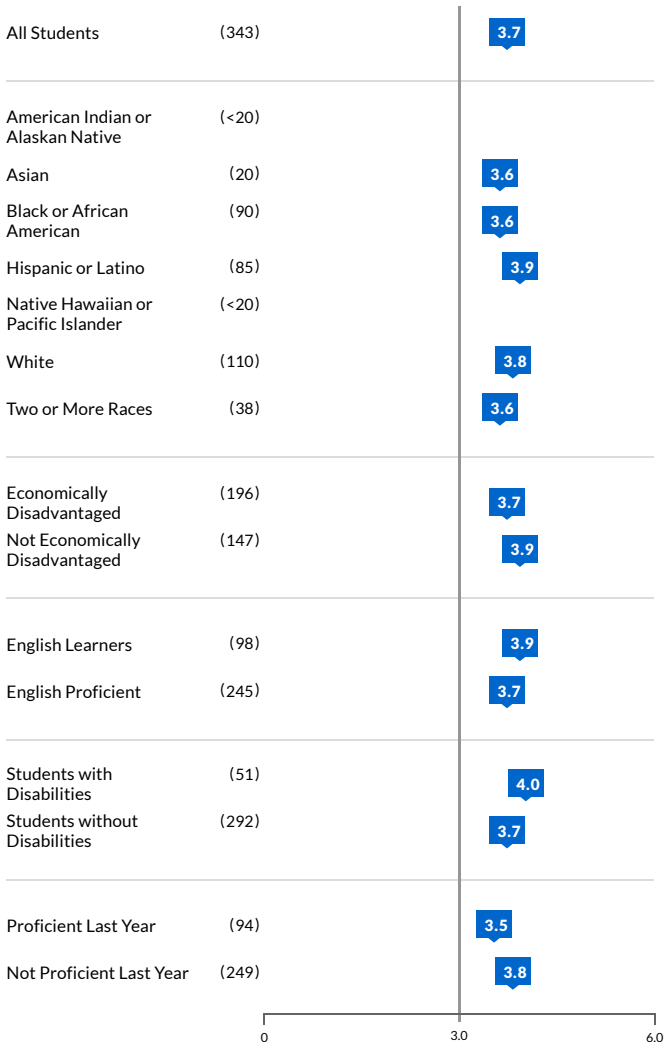 All Students (343) 3.7
American Indian or (<20)
Alaskan Native
Asian (20) 3.6
Black or African (90) 3.6
American
Hispanic or Latino (85) 3.9
Native Hawaiian or (<20)
Pacific Islander
White (110) 3.8
Two or More Races (38) 3.6
Economically (196) 3.7
Disadvantaged
Not Economically (147) 3.9
Disadvantaged
English Learners (98) 3.9
English Proficient (245) 3.7
Students with (51) 4.0
Disabilities
Students without (292) 3.7
Disabilities
Proficient Last Year (94) 3.5
Not Proficient Last Year (249) 3.8
0 3.0 6.0